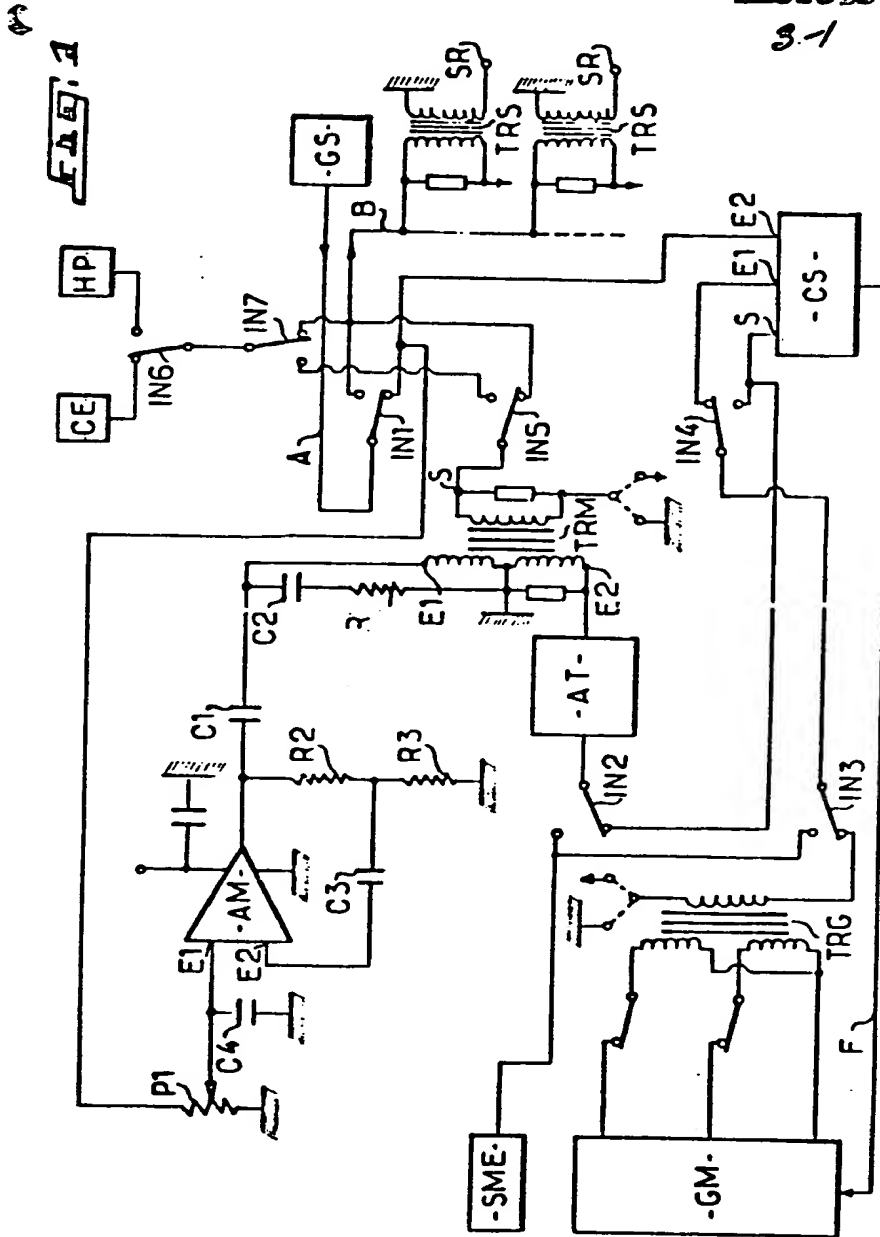 3-1
Fig. 1
CE
HP
IN6
IN7
-GS-
A
B
IN1
IN5
SR
SR
TRS
TRS
S
TRM
E1
E2
C2
R
C1
R2
R3
C3
-AM-
E1
E2
C4
P1
-AT-
IN2
IN3
IN4
S
E1
E2
-CS-
-SME-
-GM-
TRG
F